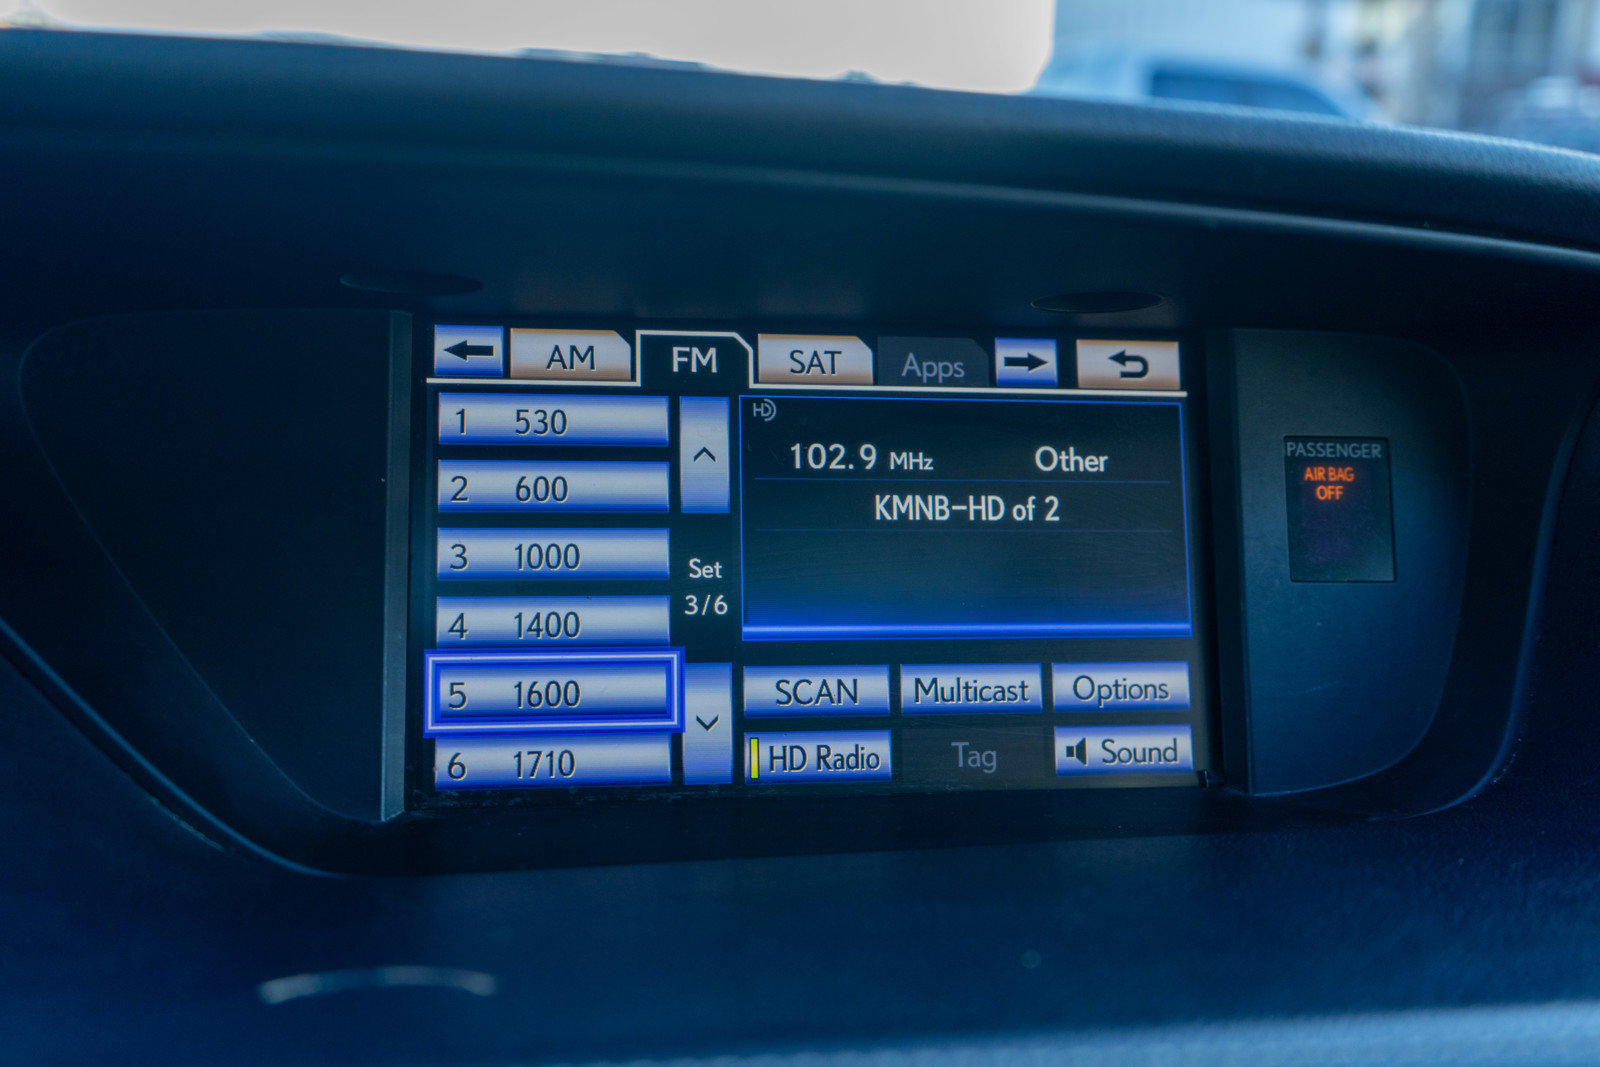 AM FM SAT Apps
1 530
2 600
3 1000
4 1400
5 1600
6 1710
Set
3/6
HD
102.9 MHz Other
KMNB-HD of 2
SCAN Multicast Options
HD Radio Tag Sound
PASSENGER
AIR BAG
OFF